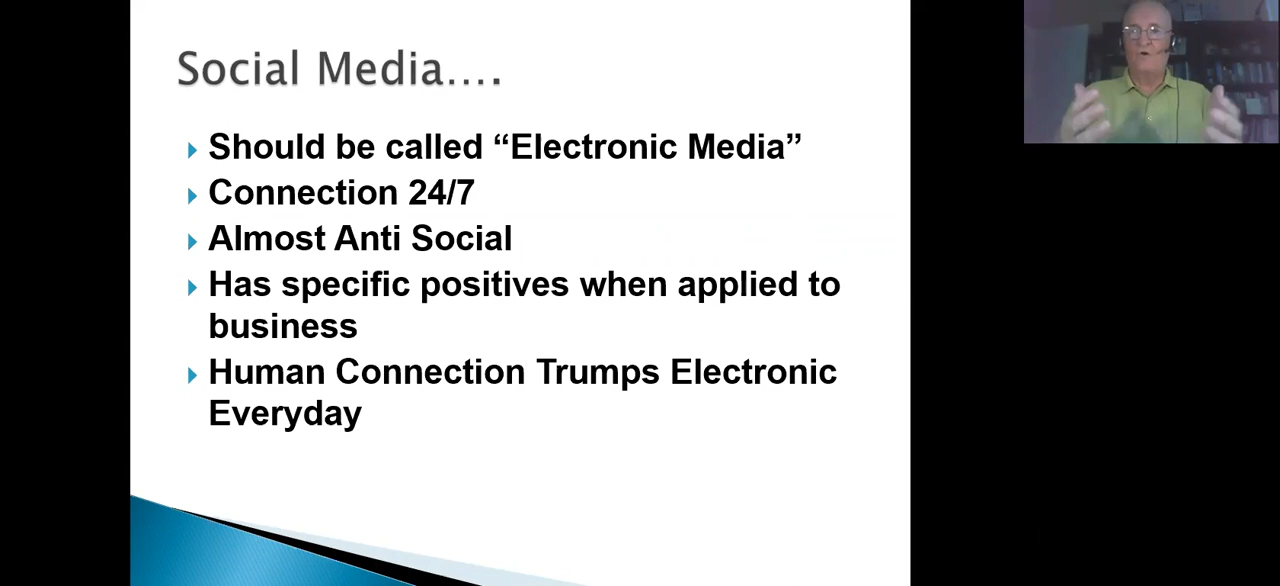 Social Media….
Should be called “Electronic Media”
Connection 24/7
Almost Anti Social
Has specific positives when applied to
business
Human Connection Trumps Electronic
Everyday